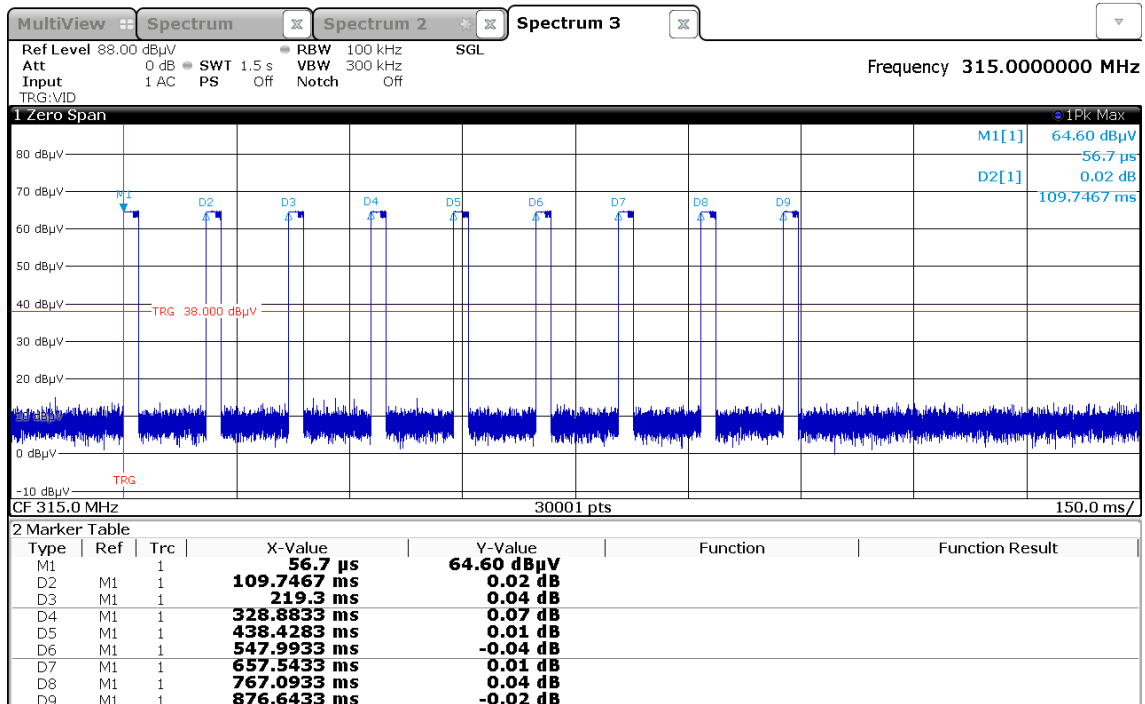 MultiView Spectrum Spectrum 2 Spectrum 3
Ref Level 88.00 dBµV RBW 100 kHz SGL
Att 0 dB SWT 1.5 s VBW 300 kHz
Frequency 315.0000000 MHz
Input 1 AC PS Off Notch Off
TRG:VID
1 Zero Span 1Pk Max
M1[1] 64.60 dBµV
56.7 µs
D2[1] 0.02 dB
109.7467 ms
80 dBµV
70 dBµV
M1 D2 D3 D4 D5 D6 D7 D8 D9
60 dBµV
50 dBµV
40 dBµV
TRG 38.000 dBµV
30 dBµV
20 dBµV
0 dBµV
TRG
-10 dBµV
CF 315.0 MHz 30001 pts 150.0 ms/
2 Marker Table
Type Ref Trc X-Value Y-Value Function Function Result
M1 1 56.7 µs 64.60 dBµV
D2 M1 1 109.7467 ms 0.02 dB
D3 M1 1 219.3 ms 0.04 dB
D4 M1 1 328.8833 ms 0.07 dB
D5 M1 1 438.4283 ms 0.01 dB
D6 M1 1 547.9933 ms -0.04 dB
D7 M1 1 657.5433 ms 0.01 dB
D8 M1 1 767.0933 ms 0.04 dB
D9 M1 1 876.6433 ms -0.02 dB